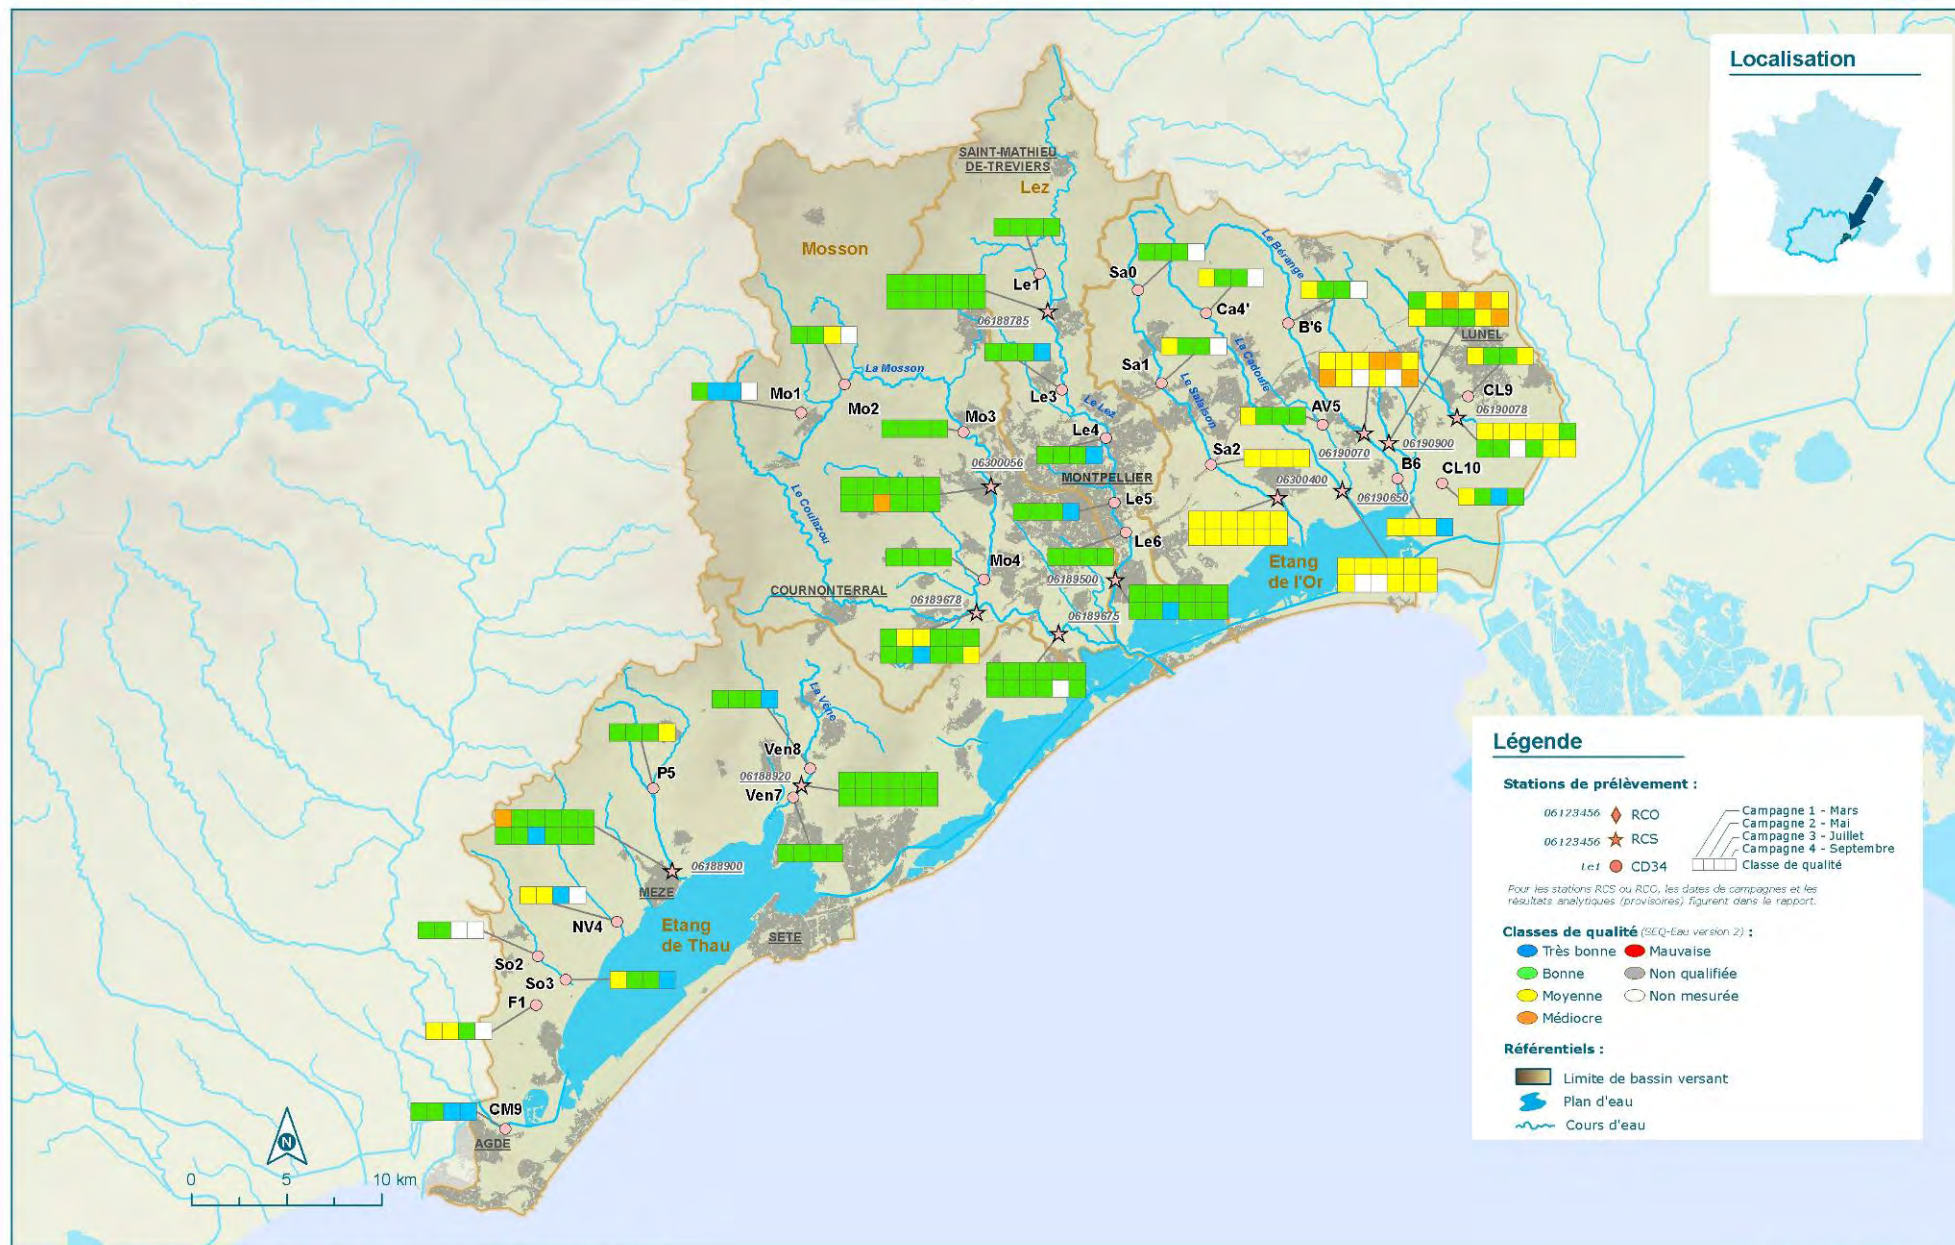 Localisation
SAINT-MATHIEU
DE-TREVIERS
Lez
Mosson
Le Bérange
Sa0
Le1
Ca4'
06188785
B'6
LUNEL
La Mosson
Sa1
La Cadoule
Mo1
Mo2
Le3
Le Salaison
CL9
Le Lez
AV5
06190078
Mo3
Le4
06190070
06190900
06300056
Sa2
B6
CL10
MONTPELLIER
06300400
06190650
Le Coulazou
Le5
Le6
Mo4
Etang
de l'Or
06189500
COURNONTERRAL
06189678
06189675
La Vène
Ven8
P5
06188920
Ven7
06188900
MEZE
NV4
Etang
de Thau
SETE
So2
So3
F1
CM9
AGDE
N
0
5
10 km
Légende
Stations de prélèvement :
06123456
RCO
06123456
RCS
Le1
CD34
Campagne 1 - Mars
Campagne 2 - Mai
Campagne 3 - Juillet
Campagne 4 - Septembre
Classe de qualité
Pour les stations RCS ou RCO, les dates de campagnes et les
résultats analytiques (provisoires) figurent dans le rapport.
Classes de qualité (SEQ-Eau version 2) :
Très bonne
Mauvaise
Bonne
Non qualifiée
Moyenne
Non mesurée
Médiocre
Référentiels :
Limite de bassin versant
Plan d'eau
Cours d'eau